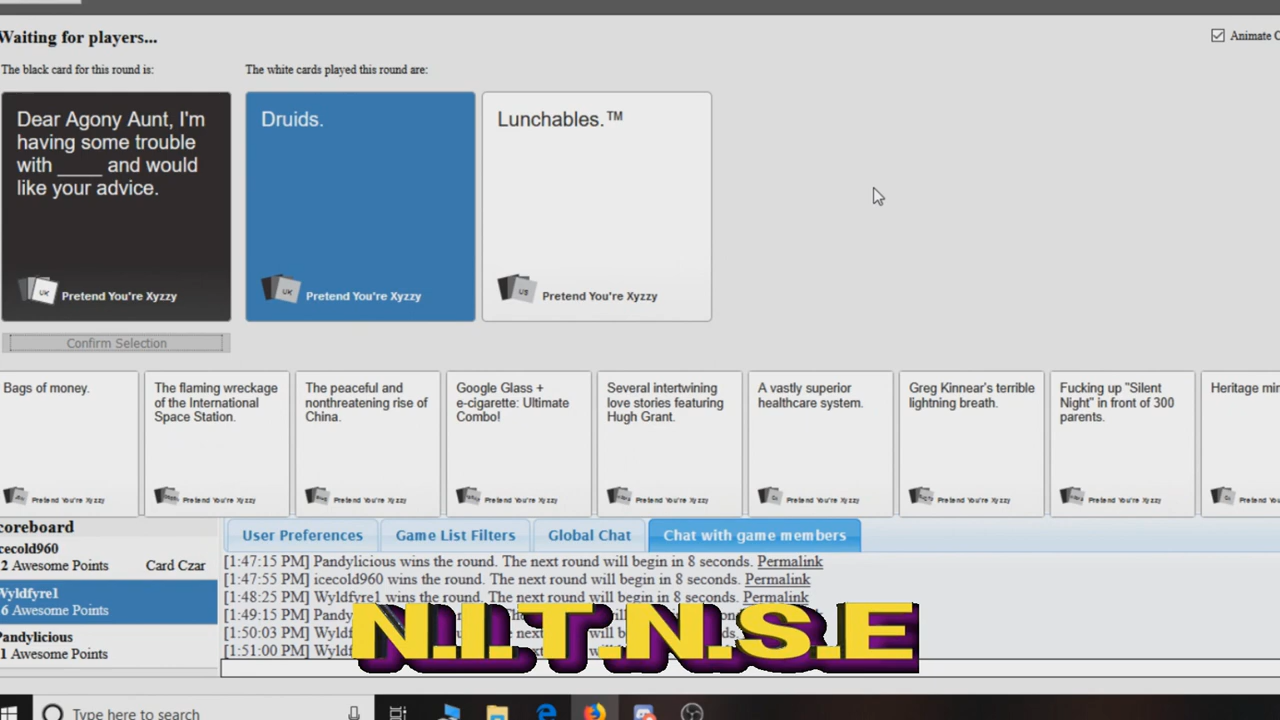 Waiting for players...
Animate C
The black card for this round is:
The white cards played this round are:
Dear Agony Aunt, I'm
having some trouble
with ____ and would
like your advice.
UK
Pretend You're Xyzzy
Druids.
UK
Pretend You're Xyzzy
Lunchables.™
US
Pretend You're Xyzzy
Confirm Selection
Bags of money.
Pretend You're Xyzzy
The flaming wreckage
of the International
Space Station.
Pretend You're Xyzzy
The peaceful and
nonthreatening rise of
China.
Pretend You're Xyzzy
Google Glass +
e-cigarette: Ultimate
Combo!
Pretend You're Xyzzy
Several intertwining
love stories featuring
Hugh Grant.
Pretend You're Xyzzy
A vastly superior
healthcare system.
Pretend You're Xyzzy
Greg Kinnear's terrible
lightning breath.
Pretend You're Xyzzy
Fucking up "Silent
Night" in front of 300
parents.
Pretend You're Xyzzy
Heritage min
Pretend Yo
coreboard
cecold960
2 Awesome Points
Card Czar
Wyldfyre1
6 Awesome Points
Pandylicious
1 Awesome Points
User Preferences
Game List Filters
Global Chat
Chat with game members
[1:47:15 PM] Pandylicious wins the round. The next round will begin in 8 seconds. Permalink
[1:47:55 PM] icecold960 wins the round. The next round will begin in 8 seconds. Permalink
[1:48:25 PM] Wyldfyre1 wins the round. The next round will begin in 8 seconds. Permalink
[1:49:15 PM] Pandy
[1:50:03 PM] Wyldf
[1:51:00 PM] Wyldf
N.I.T.N.S.E
Type here to search